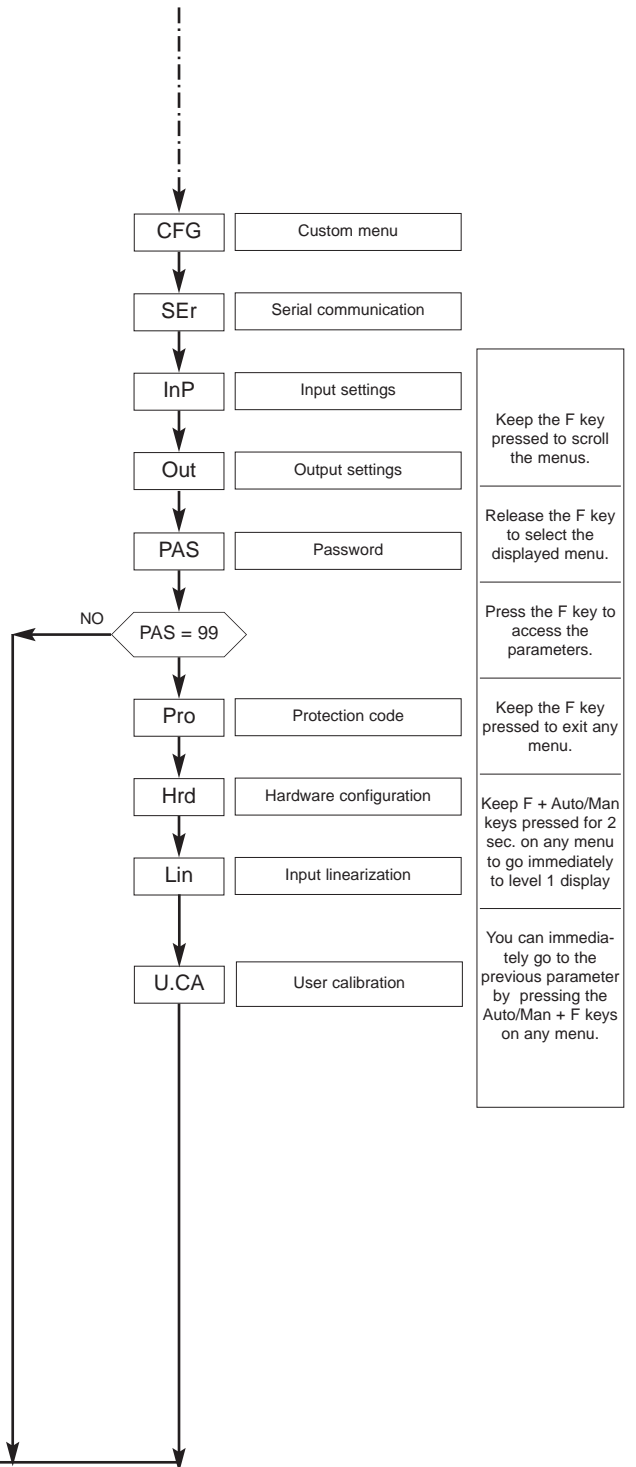 CFG
Custom menu
SEr
Serial communication
InP
Input settings
Out
Output settings
PAS
Password
NO
PAS = 99
Pro
Protection code
Hrd
Hardware configuration
Lin
Input linearization
U.CA
User calibration
Keep the F key
pressed to scroll
the menus.
Release the F key
to select the
displayed menu.
Press the F key to
access the
parameters.
Keep the F key
pressed to exit any
menu.
Keep F + Auto/Man
keys pressed for 2
sec. on any menu
to go immediately
to level 1 display
You can immedia-
tely go to the
previous parameter
by pressing the
Auto/Man + F keys
on any menu.